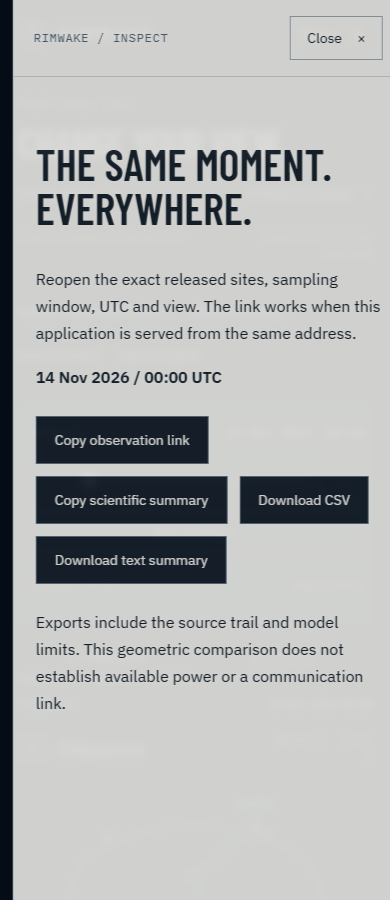 RIMWAKE / INSPECT
Close ×
THE SAME MOMENT.
EVERYWHERE.
Reopen the exact released sites, sampling
window, UTC and view. The link works when this
application is served from the same address.
14 Nov 2026 / 00:00 UTC
Copy observation link
Copy scientific summary
Download CSV
Download text summary
Exports include the source trail and model
limits. This geometric comparison does not
establish available power or a communication
link.